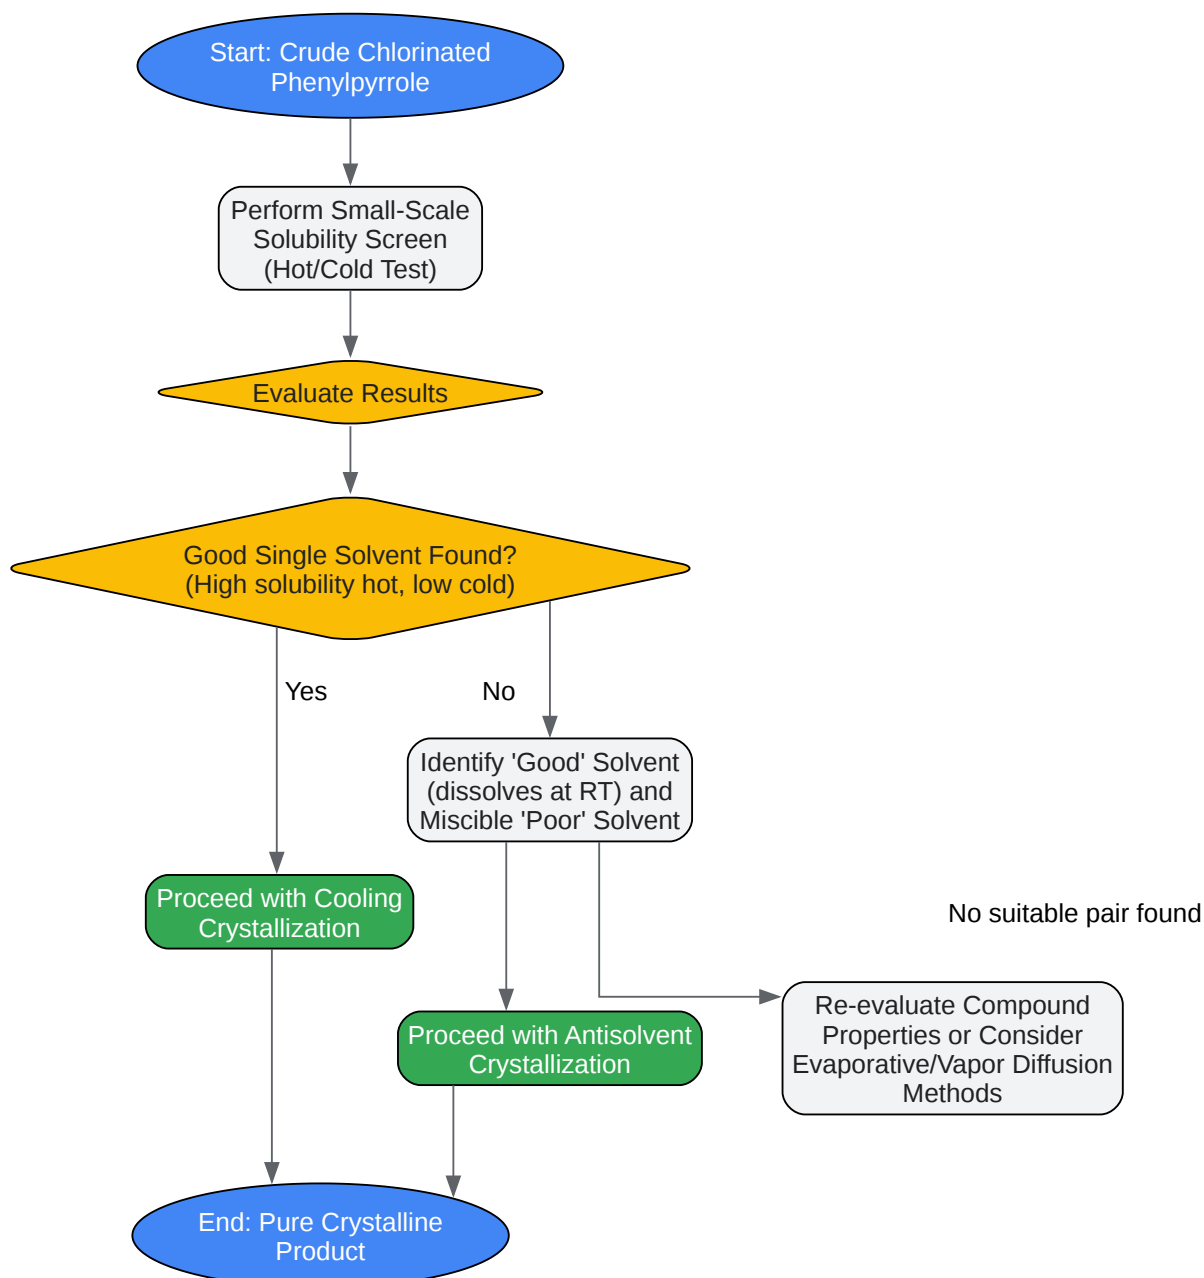 Start: Crude Chlorinated
Phenylpyrrole
Perform Small-Scale
Solubility Screen
(Hot/Cold Test)
Evaluate Results
Good Single Solvent Found?
(High solubility hot, low cold)
Yes
No
Identify 'Good' Solvent
(dissolves at RT) and
Miscible 'Poor' Solvent
Proceed with Cooling
Crystallization
No suitable pair found
Re-evaluate Compound
Properties or Consider
Evaporative/Vapor Diffusion
Methods
Proceed with Antisolvent
Crystallization
End: Pure Crystalline
Product